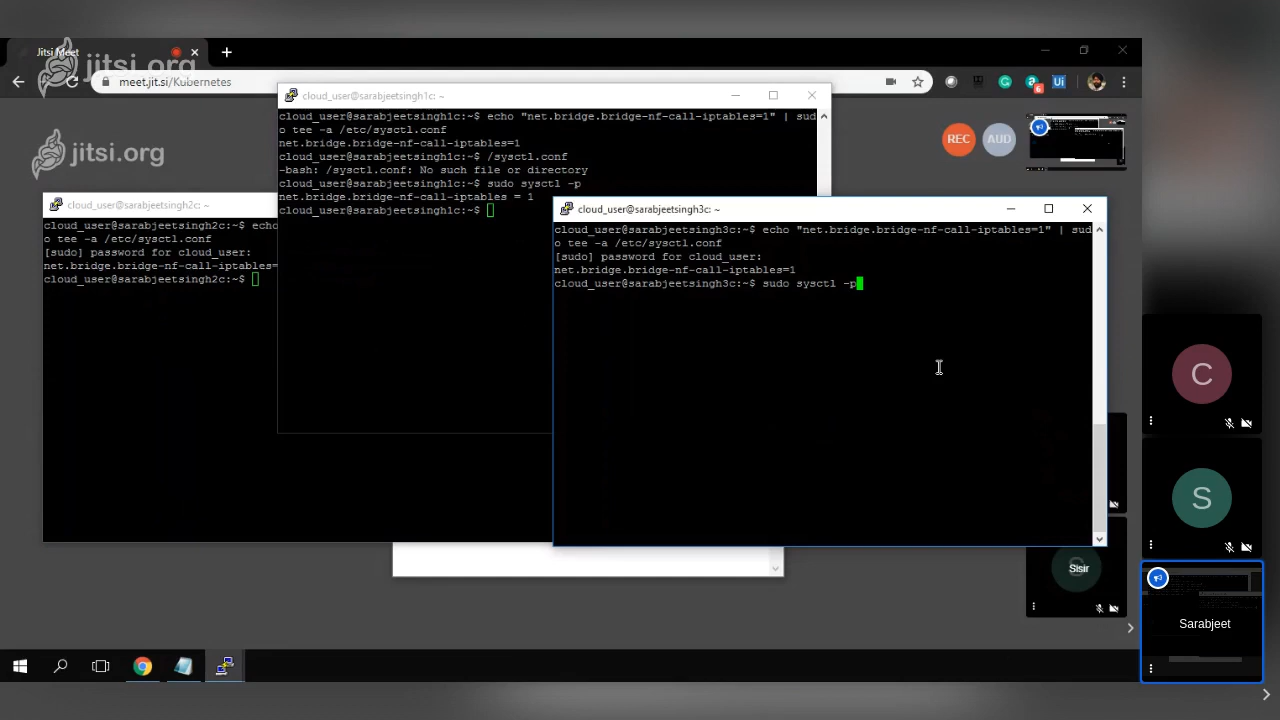 Jitsi Meet
jitsi.org
meet.jit.si/Kubernetes
6
Ui
jitsi.org
REC
AUD
cloud_user@sarabjeetsingh1c: ~
cloud_user@sarabjeetsingh1c:~$ echo "net.bridge.bridge-nf-call-iptables=1" | sud
o tee -a /etc/sysctl.conf
net.bridge.bridge-nf-call-iptables=1
cloud_user@sarabjeetsingh1c:~$ /sysctl.conf
-bash: /sysctl.conf: No such file or directory
cloud_user@sarabjeetsingh1c:~$ sudo sysctl -p
net.bridge.bridge-nf-call-iptables = 1
cloud_user@sarabjeetsingh1c:~$
cloud_user@sarabjeetsingh2c: ~
cloud_user@sarabjeetsingh2c:~$ echo
o tee -a /etc/sysctl.conf
[sudo] password for cloud_user:
net.bridge.bridge-nf-call-iptables=
cloud_user@sarabjeetsingh2c:~$
cloud_user@sarabjeetsingh3c: ~
cloud_user@sarabjeetsingh3c:~$ echo "net.bridge.bridge-nf-call-iptables=1" | sud
o tee -a /etc/sysctl.conf
[sudo] password for cloud_user:
net.bridge.bridge-nf-call-iptables=1
cloud_user@sarabjeetsingh3c:~$ sudo sysctl -p
C
S
Sisir
Sarabjeet